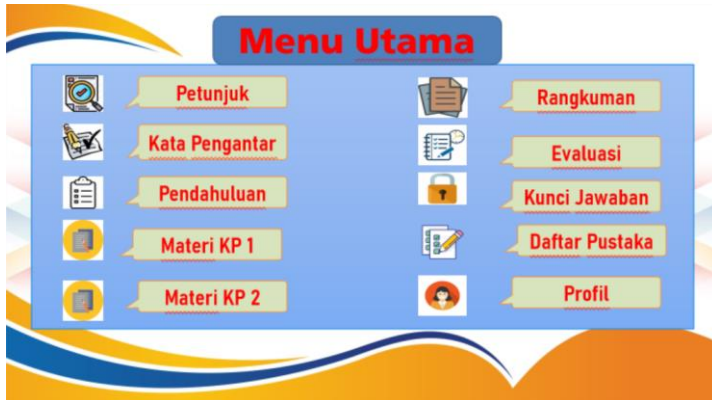 Menu Utama
Petunjuk
Kata Pengantar
Pendahuluan
Materi KP 1
Materi KP 2
Rangkuman
Evaluasi
Kunci Jawaban
Daftar Pustaka
Profil